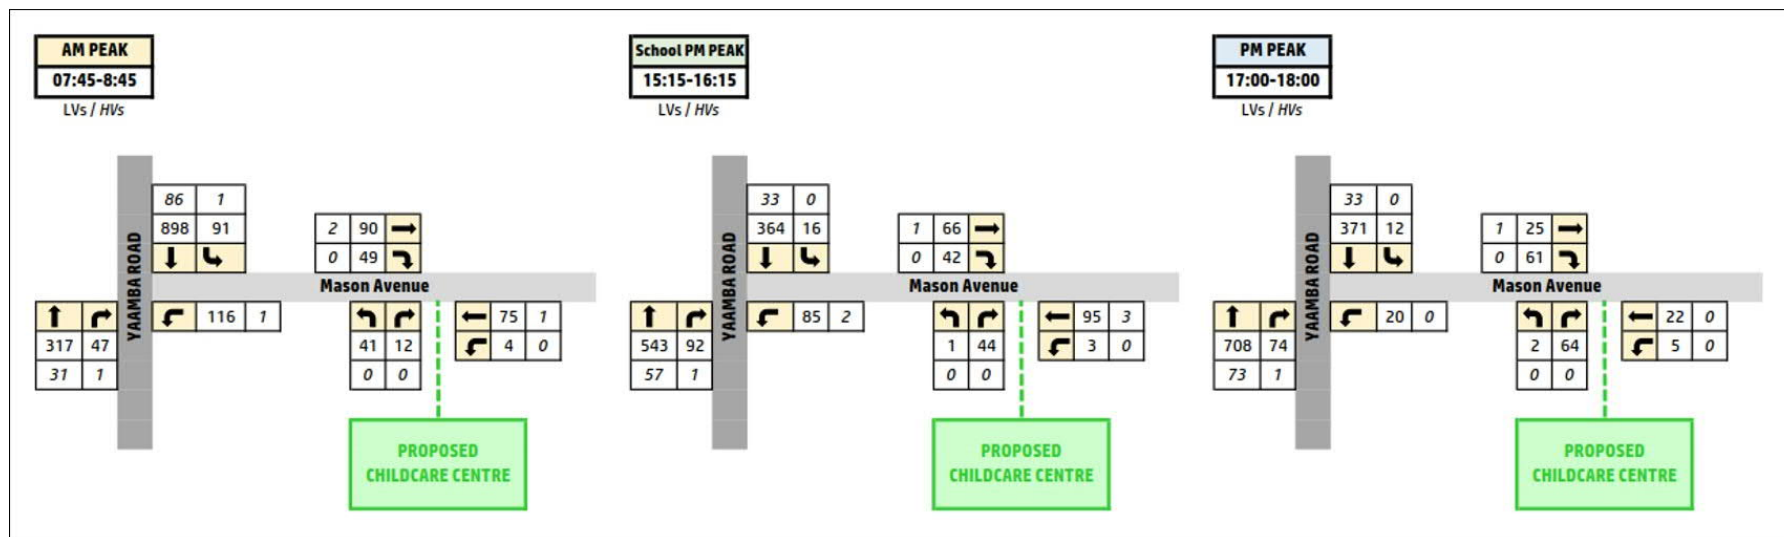 AM PEAK
07:45-8:45
LVs / HVs
86 1
898 91
2 90
0 49
YAAMBA ROAD
Mason Avenue
116 1
317 47
31 1
41 12
0 0
75 1
4 0
PROPOSED
CHILDCARE CENTRE
School PM PEAK
15:15-16:15
LVs / HVs
33 0
364 16
1 66
0 42
YAAMBA ROAD
Mason Avenue
85 2
543 92
57 1
1 44
0 0
95 3
3 0
PROPOSED
CHILDCARE CENTRE
PM PEAK
17:00-18:00
LVs / HVs
33 0
371 12
1 25
0 61
YAAMBA ROAD
Mason Avenue
20 0
708 74
73 1
2 64
0 0
22 0
5 0
PROPOSED
CHILDCARE CENTRE